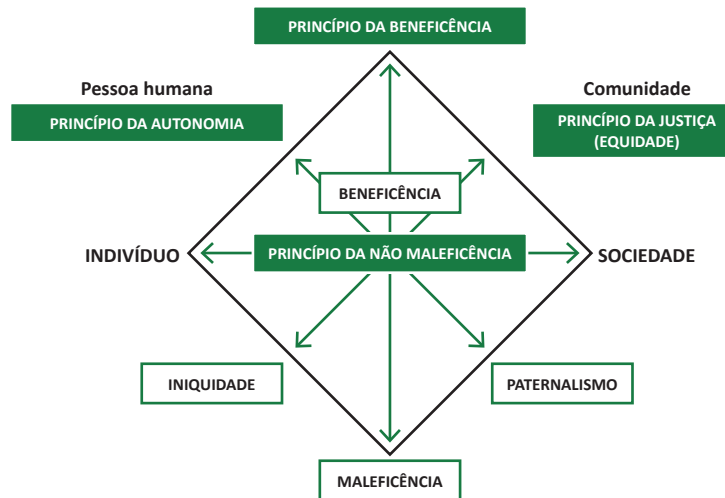 PRINCÍPIO DA BENEFICÊNCIA
Pessoa humana
PRINCÍPIO DA AUTONOMIA
Comunidade
PRINCÍPIO DA JUSTIÇA
(EQUIDADE)
BENEFICÊNCIA
INDIVÍDUO
PRINCÍPIO DA NÃO MALEFICÊNCIA
SOCIEDADE
INIQUIDADE
PATERNALISMO
MALEFICÊNCIA